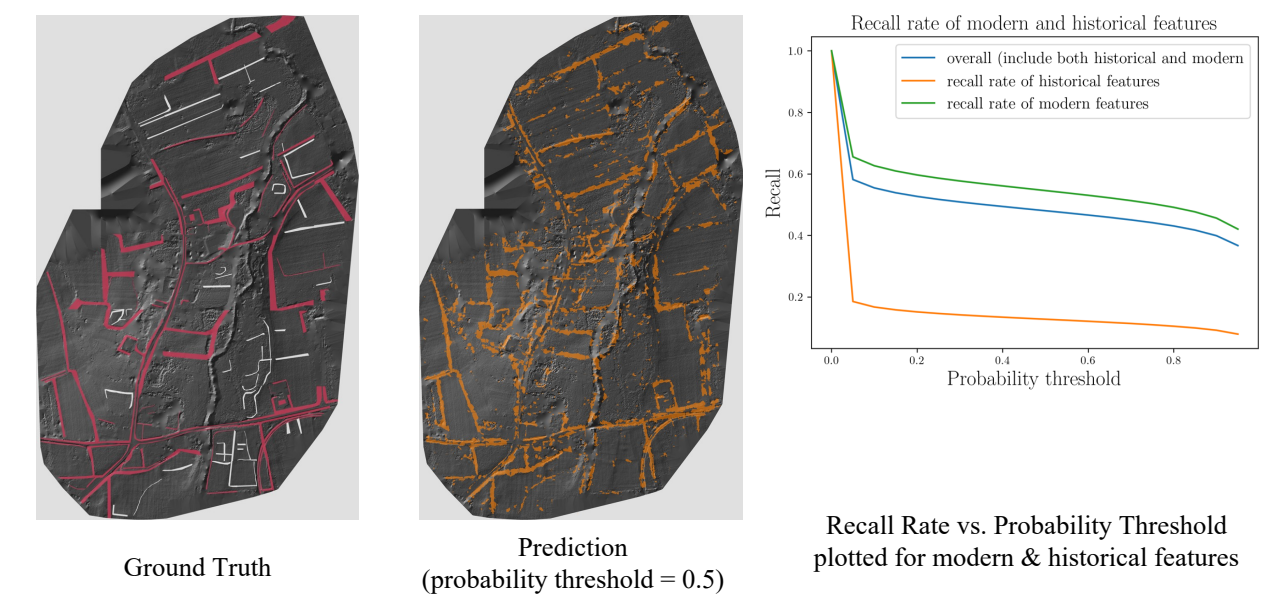 Recall rate of modern and historical features
overall (include both historical and modern
recall rate of historical features
recall rate of modern features
1.0
0.8
0.6
0.4
0.2
Recall
0.0
0.2
0.4
0.6
0.8
Probability threshold
Ground Truth
Prediction
(probability threshold = 0.5)
Recall Rate vs. Probability Threshold
plotted for modern & historical features